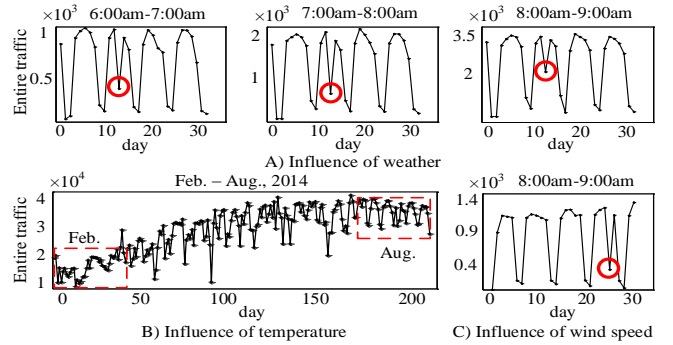 ×10³ 6:00am-7:00am
×10³ 7:00am-8:00am
×10³ 8:00am-9:00am
Entire traffic
1
0.5
0 10 20 30
day
2
1
0 10 20 30
day
3.5
2
0 10 20 30
day
A) Influence of weather
×10⁴ Feb. – Aug., 2014
Entire traffic
4
3
2
1
Feb.
Aug.
0 50 100 150 200
day
B) Influence of temperature
×10³ 8:00am-9:00am
1.4
0.4
0 10 20 30
day
C) Influence of wind speed